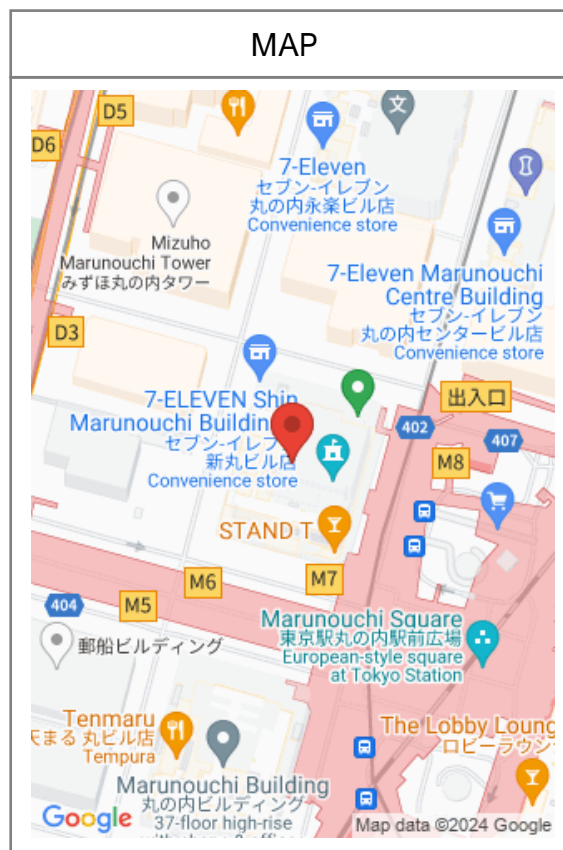 MAP
D5
D6
7-Eleven
セブン-イレブン
丸の内永楽ビル店
Convenience store
Mizuho
Marunouchi Tower
みずほ丸の内タワー
7-Eleven Marunouchi
Centre Building
セブン-イレブン
丸の内センタービル店
Convenience store
D3
7-ELEVEN Shin
Marunouchi Building
セブン-イレブ
新丸ビル店
Convenience store
出入口
402
407
M8
STAND T
M7
M6
M5
404
Marunouchi Square
東京駅丸の内駅前広場
European-style square
at Tokyo Station
郵船ビルディング
Tenmaru
天まる 丸ビル店
Tempura
The Lobby Loung
ロビーラウン
Marunouchi Building
丸の内ビルディング
37-floor high-rise
Google
Map data ©2024 Google